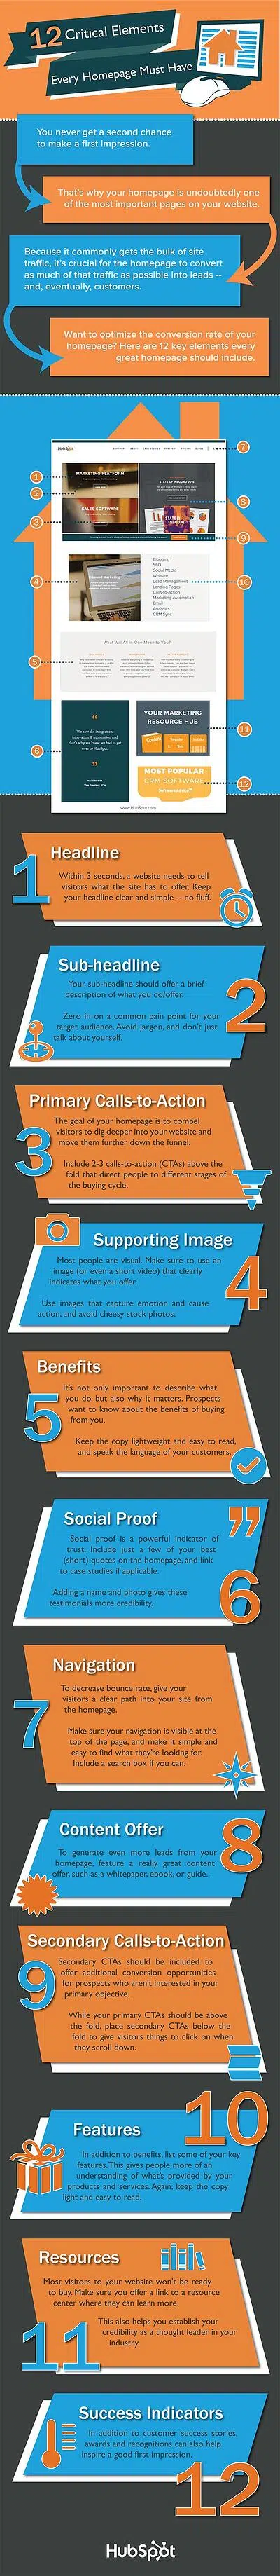 12 Critical Elements
Every Homepage Must Have
You never get a second chance
to make a first impression.
That's why your homepage is undoubtedly one
of the most important pages on your website.
Because it commonly gets the bulk of site
traffic, it's crucial for the homepage to convert
as much of that traffic as possible into leads --
and, eventually, customers.
Want to optimize the conversion rate of your
homepage? Here are 12 key elements every
great homepage should include.
HubSpot
1
2
3
4
5
6
7
8
9
10
11
12
MARKETING PLATFORM
SALES SOFTWARE
STATE OF INBOUND 2015
Blogging
SEO
Social Media
Website
Lead Management
Landing Pages
Calls-to-Action
Marketing Automation
Email
Analytics
CRM Sync
What Will All-in-One Mean to You?
YOUR MARKETING
RESOURCE HUB
MOST POPULAR
CRM SOFTWARE
www.HubSpot.com
1
Headline
Within 3 seconds, a website needs to tell
visitors what the site has to offer. Keep
your headline clear and simple -- no fluff.
2
Sub-headline
Your sub-headline should offer a brief
description of what you do/offer.
Zero in on a common pain point for your
target audience. Avoid jargon, and don't just
talk about yourself.
3
Primary Calls-to-Action
The goal of your homepage is to compel
visitors to dig deeper into your website and
move them further down the funnel.
Include 2-3 calls-to-action (CTAs) above the
fold that direct people to different stages of
the buying cycle.
4
Supporting Image
Most people are visual. Make sure to use an
image (or even a short video) that clearly
indicates what you offer.
Use images that capture emotion and cause
action, and avoid cheesy stock photos.
5
Benefits
It's not only important to describe what
you do, but also why it matters. Prospects
want to know about the benefits of buying
from you.
Keep the copy lightweight and easy to read,
and speak the language of your customers.
6
Social Proof
Social proof is a powerful indicator of
trust. Include just a few of your best
(short) quotes on the homepage, and link
to case studies if applicable.
Adding a name and photo gives these
testimonials more credibility.
7
Navigation
To decrease bounce rate, give your
visitors a clear path into your site from
the homepage.
Make sure your navigation is visible at the
top of the page, and make it simple and
easy to find what they're looking for.
Include a search box if you can.
8
Content Offer
To generate even more leads from your
homepage, feature a really great content
offer, such as a whitepaper, ebook, or guide.
9
Secondary Calls-to-Action
Secondary CTAs should be included to
offer additional conversion opportunities
for prospects who aren't interested in your
primary objective.
While your primary CTAs should be above
the fold, place secondary CTAs below the
fold to give visitors things to click on when
they scroll down.
10
Features
In addition to benefits, list some of your key
features. This gives people more of an
understanding of what's provided by your
products and services. Again, keep the copy
light and easy to read.
11
Resources
Most visitors to your website won't be ready
to buy. Make sure you offer a link to a resource
center where they can learn more.
This also helps you establish your
credibility as a thought leader in your
industry.
12
Success Indicators
In addition to customer success stories,
awards and recognitions can also help
inspire a good first impression.
HubSpot